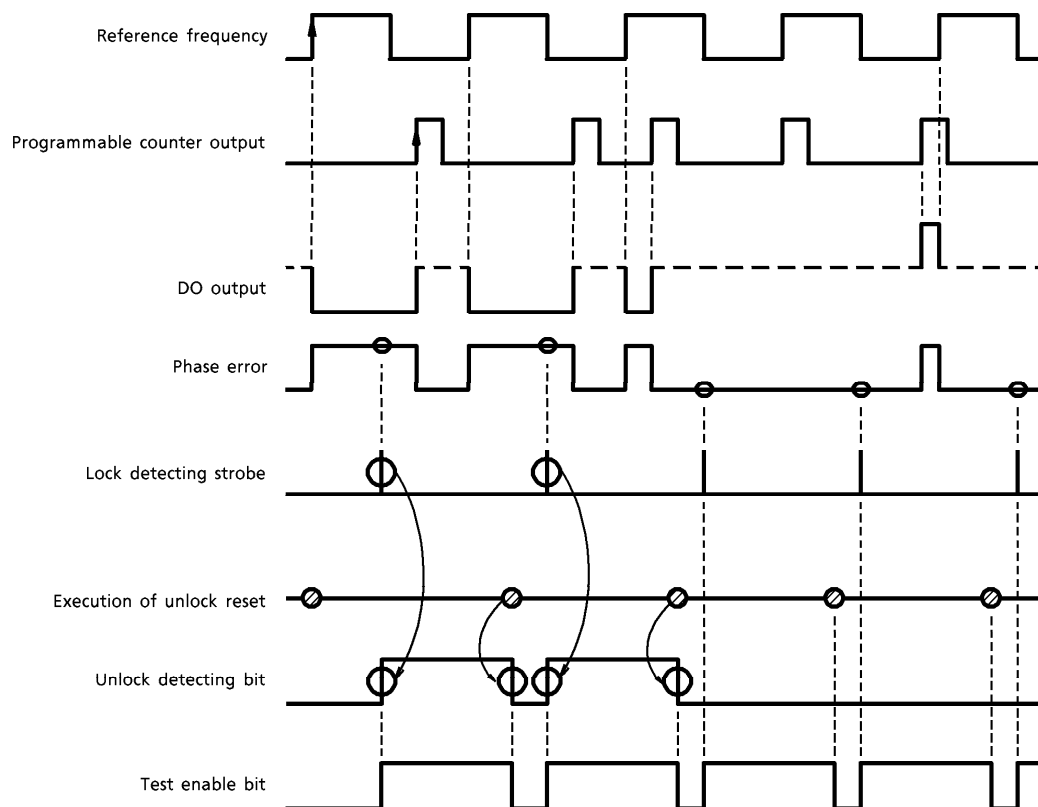 Reference frequency
Programmable counter output
DO output
Phase error
Lock detecting strobe
Execution of unlock reset
Unlock detecting bit
Test enable bit